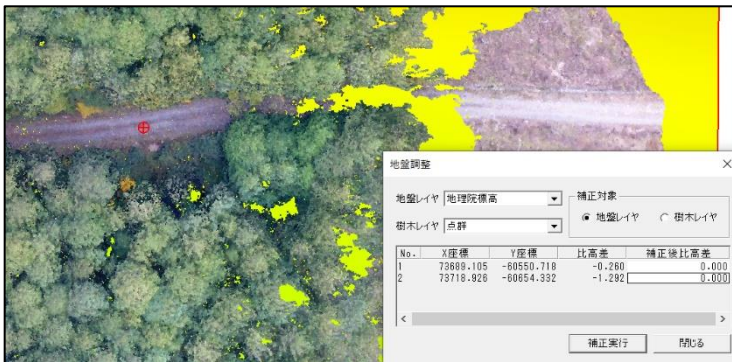 地盤調整
地盤レイヤ 地理院標高
補正対象
地盤レイヤ 樹木レイヤ
樹木レイヤ 点群
No. X座標 Y座標 比高差 補正後比高差
1 73689.105 -60550.718 -0.260 0.000
2 73718.926 -60654.332 -1.292 0.000
補正実行 閉じる